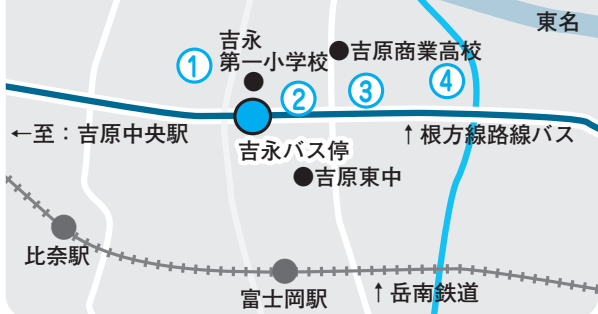 東名
吉永
第一小学校
吉原商業高校
①
②
③
④
←至：吉原中央駅
↑根方線路線バス
吉永バス停
吉原東中
比奈駅
富士岡駅
↑岳南鉄道